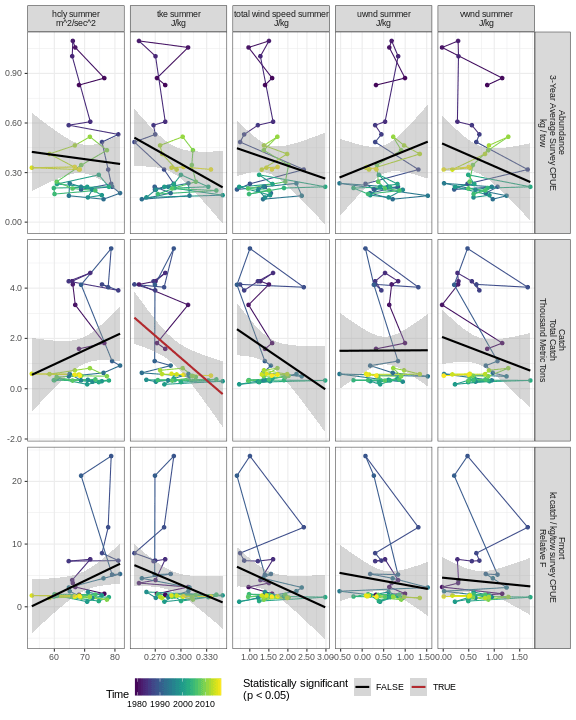 hcly summer
m^2/sec^2
tke summer
J/kg
total wind speed summer
J/kg
uwnd summer
J/kg
vwnd summer
J/kg
0.90
0.60
0.30
0.00
Abundance
3-Year Average Survey CPUE
kg / tow
4.0
2.0
0.0
-2.0
Catch
Total Catch
Thousand Metric Tons
20
10
0
Fmort
kt catch / kg/tow survey CPUE
Relative F
60 70 80
0.270 0.300 0.330
1.00 1.50 2.00 2.50 3.00
0.50 0.00 0.50 1.00 1.50
0.00 0.50 1.00 1.50
Time
1980 1990 2000 2010
Statistically significant
(p < 0.05)
FALSE
TRUE